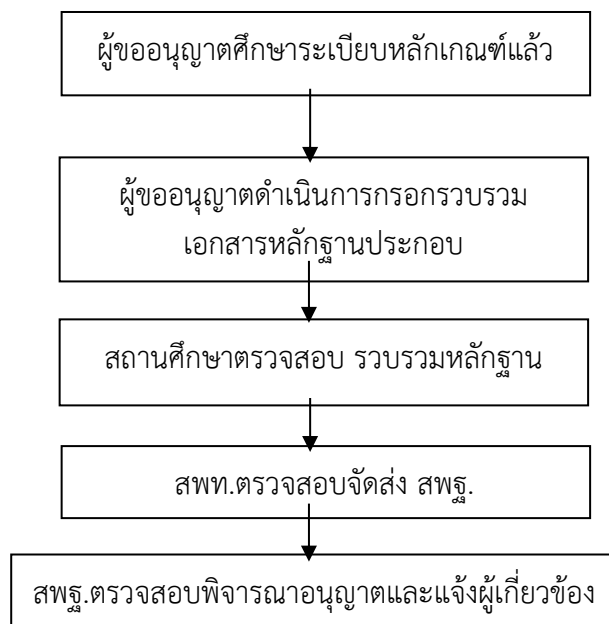 ผู้ขออนุญาตศึกษาระเบียบหลักเกณฑ์แล้ว
ผู้ขออนุญาตดำเนินการกรอกรวบรวม
เอกสารหลักฐานประกอบ
สถานศึกษาตรวจสอบ รวบรวมหลักฐาน
สพท.ตรวจสอบจัดส่ง สพฐ.
สพฐ.ตรวจสอบพิจารณาอนุญาตและแจ้งผู้เกี่ยวข้อง